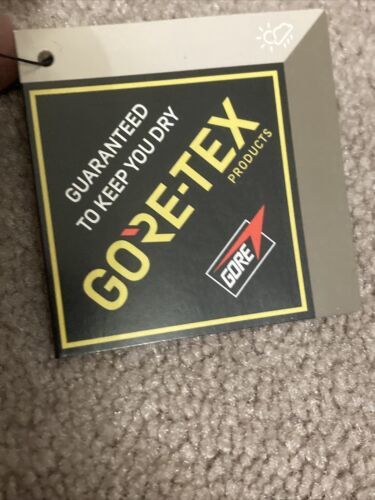 GUARANTEED
TO KEEP YOU DRY
GORE-TEX
PRODUCTS
GORE